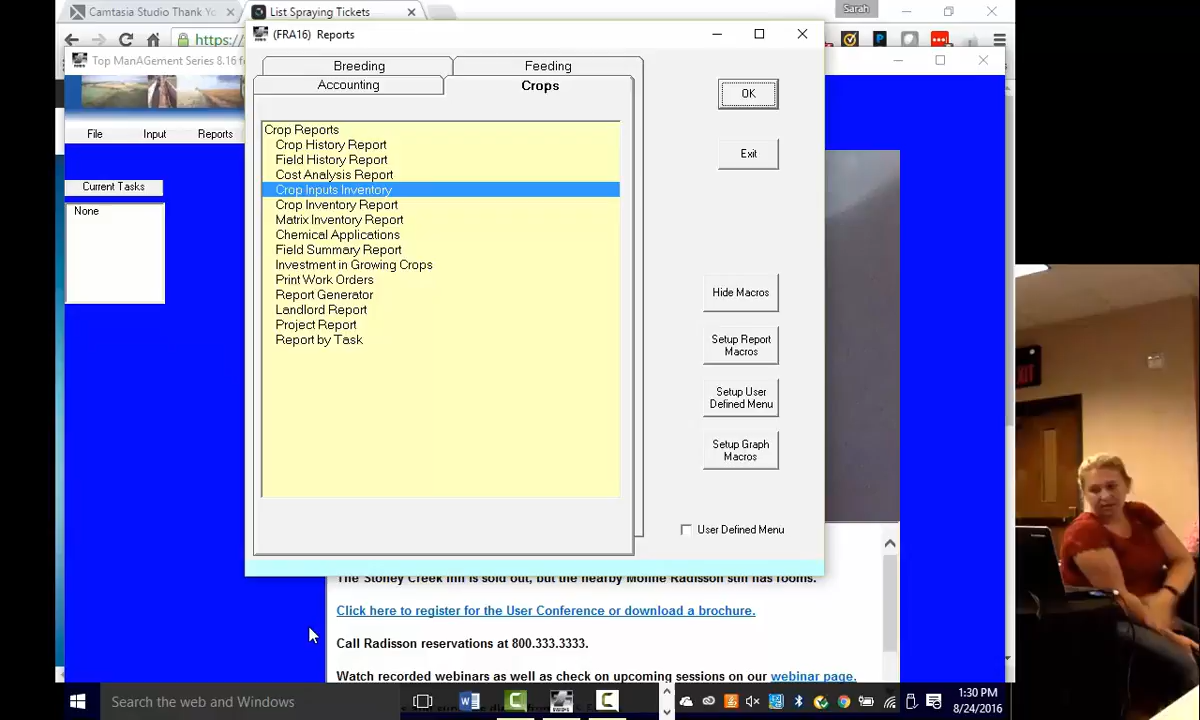 Camtasia Studio Thank Yo
List Spraying Tickets
Sarah
https:/
Top ManAGement Series 8.16 f
(FRA16) Reports
File
Input
Reports
Current Tasks
None
Breeding
Feeding
Accounting
Crops
Crop Reports
Crop History Report
Field History Report
Cost Analysis Report
Crop Inputs Inventory
Crop Inventory Report
Matrix Inventory Report
Chemical Applications
Field Summary Report
Investment in Growing Crops
Print Work Orders
Report Generator
Landlord Report
Project Report
Report by Task
OK
Exit
Hide Macros
Setup Report
Macros
Setup User
Defined Menu
Setup Graph
Macros
User Defined Menu
The Stoney Creek Inn is sold out, but the nearby Moline Radisson still has rooms.
Click here to register for the User Conference or download a brochure.
Call Radisson reservations at 800.333.3333.
Watch recorded webinars as well as check on upcoming sessions on our webinar page.
Search the web and Windows
1:30 PM
8/24/2016